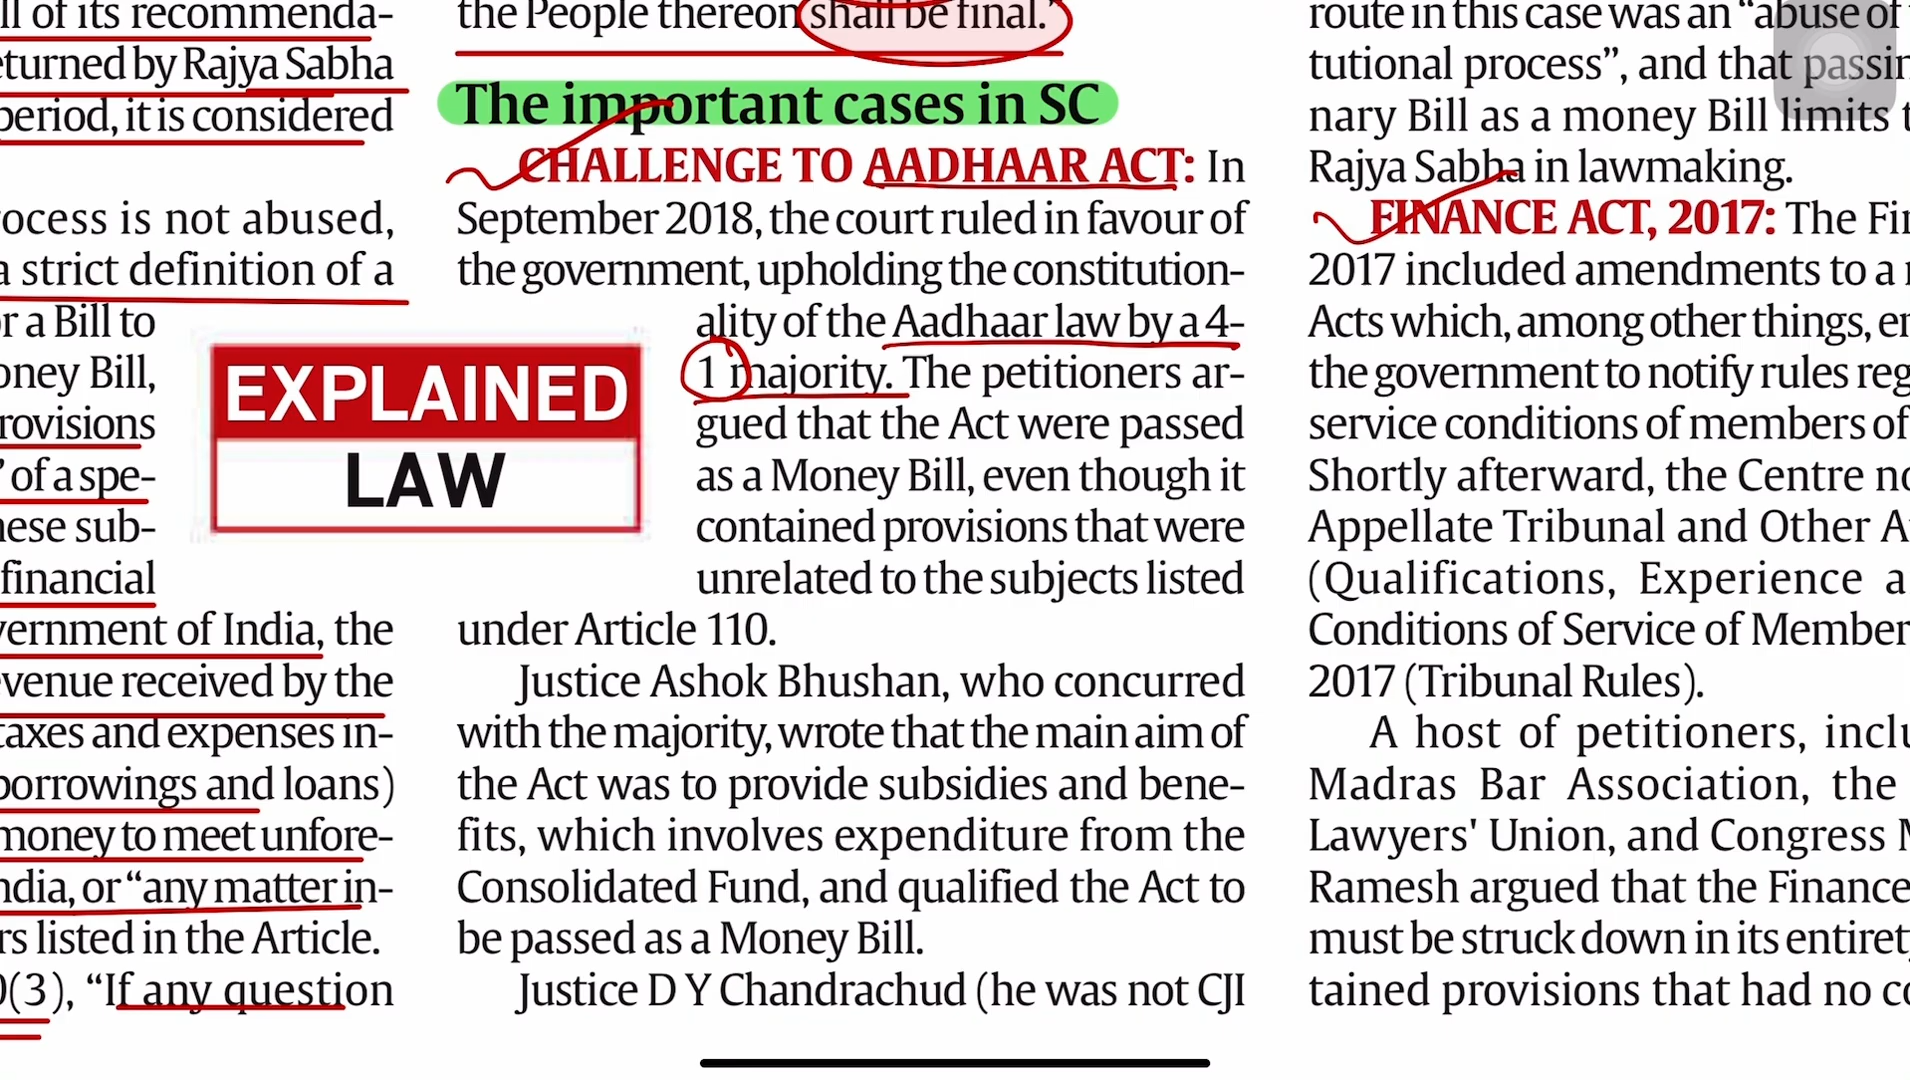 ll of its recommenda-
eturned by Rajya Sabha
period, it is considered
ocess is not abused,
a strict definition of a
r a Bill to
oney Bill,
rovisions
of a spe-
hese sub-
financial
vernment of India, the
evenue received by the
taxes and expenses in-
borrowings and loans)
money to meet unfore-
ndia, or “any matter in-
rs listed in the Article.
0(3), “If any question
EXPLAINED
LAW
the People thereon shall be final.”
The important cases in SC
CHALLENGE TO AADHAAR ACT: In
September 2018, the court ruled in favour of
the government, upholding the constitution-
ality of the Aadhaar law by a 4-
1 majority. The petitioners ar-
gued that the Act were passed
as a Money Bill, even though it
contained provisions that were
unrelated to the subjects listed
under Article 110.
Justice Ashok Bhushan, who concurred
with the majority, wrote that the main aim of
the Act was to provide subsidies and bene-
fits, which involves expenditure from the
Consolidated Fund, and qualified the Act to
be passed as a Money Bill.
Justice D Y Chandrachud (he was not CJI
route in this case was an “abuse of
tutional process”, and that passin
nary Bill as a money Bill limits t
Rajya Sabha in lawmaking.
FINANCE ACT, 2017: The Fin
2017 included amendments to a
Acts which, among other things, e
the government to notify rules reg
service conditions of members of
Shortly afterward, the Centre no
Appellate Tribunal and Other A
(Qualifications, Experience a
Conditions of Service of Member
2017 (Tribunal Rules).
A host of petitioners, inclu
Madras Bar Association, the
Lawyers' Union, and Congress M
Ramesh argued that the Finance
must be struck down in its entiret
tained provisions that had no co